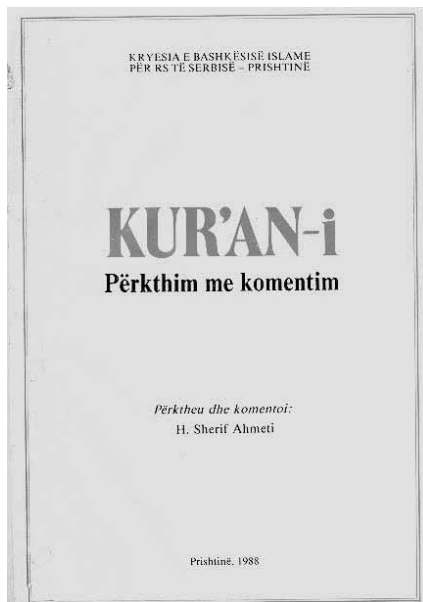 KRYESIA E BASHKËSISË ISLAME
PËR RS TË SERBISË – PRISHTINË
KUR'AN-i
Përkthim me komentim
Përktheu dhe komentoi:
H. Sherif Ahmeti
Prishtinë, 1988